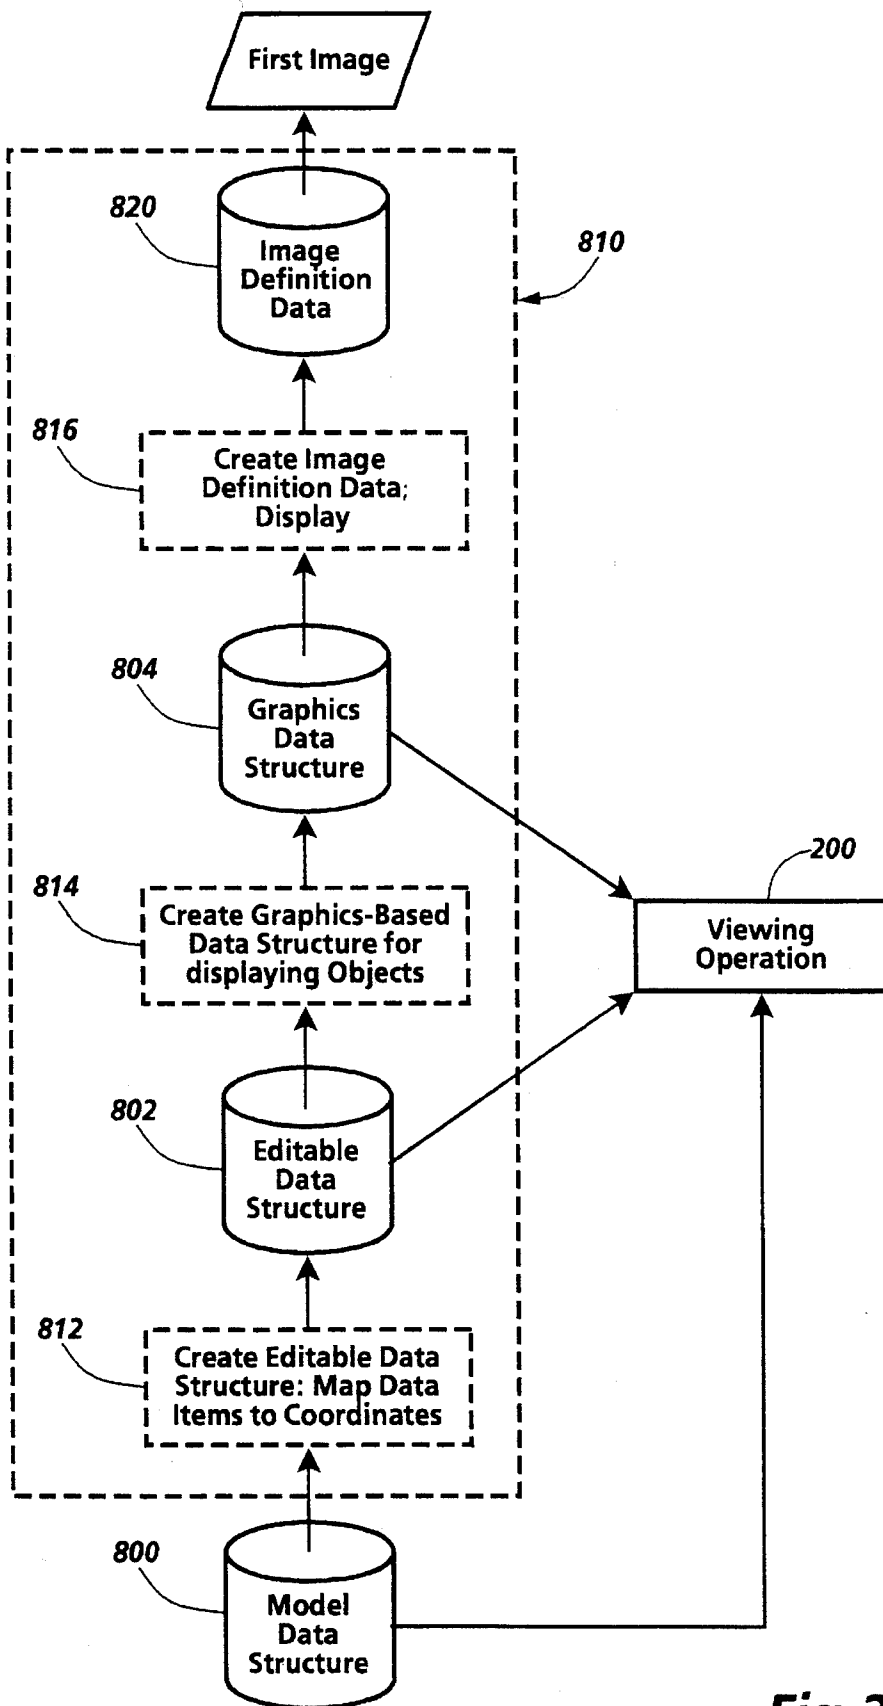 First Image
820
Image
Definition
Data
810
816
Create Image
Definition Data;
Display
804
Graphics
Data
Structure
200
Viewing
Operation
814
Create Graphics-Based
Data Structure for
displaying Objects
802
Editable
Data
Structure
812
Create Editable Data
Structure: Map Data
Items to Coordinates
800
Model
Data
Structure